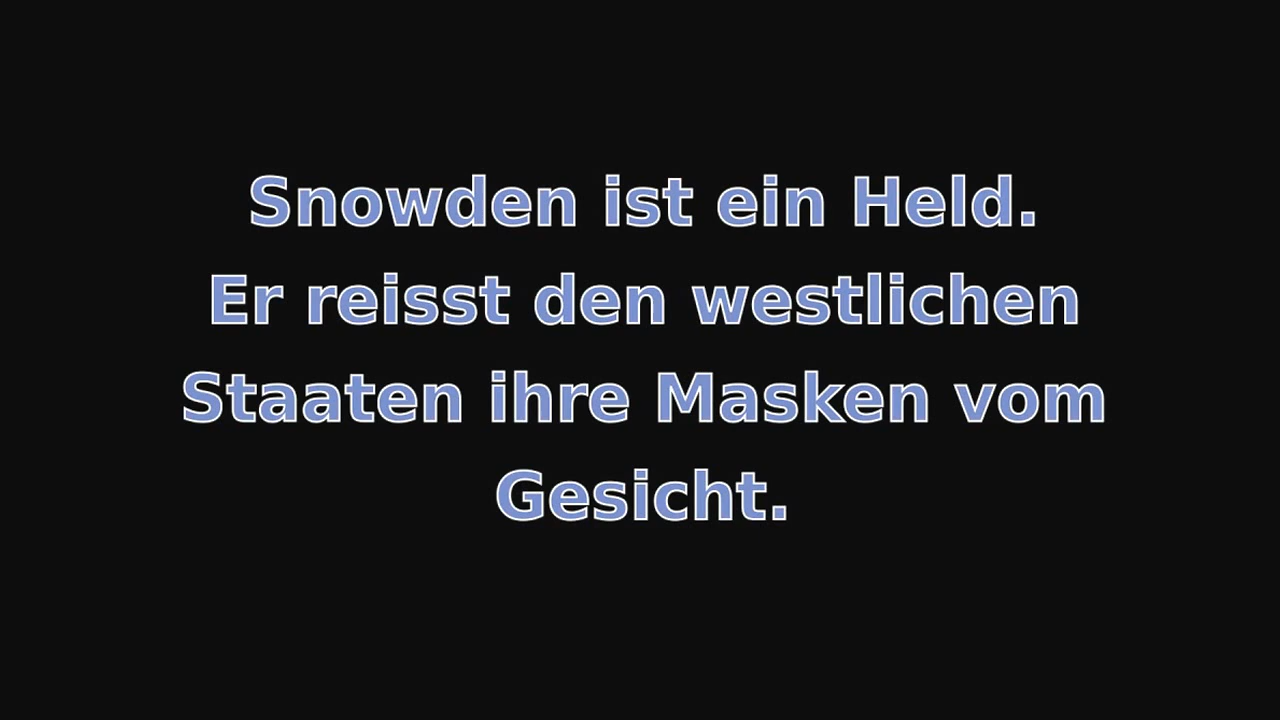 Snowden ist ein Held.
Er reisst den westlichen
Staaten ihre Masken vom
Gesicht.